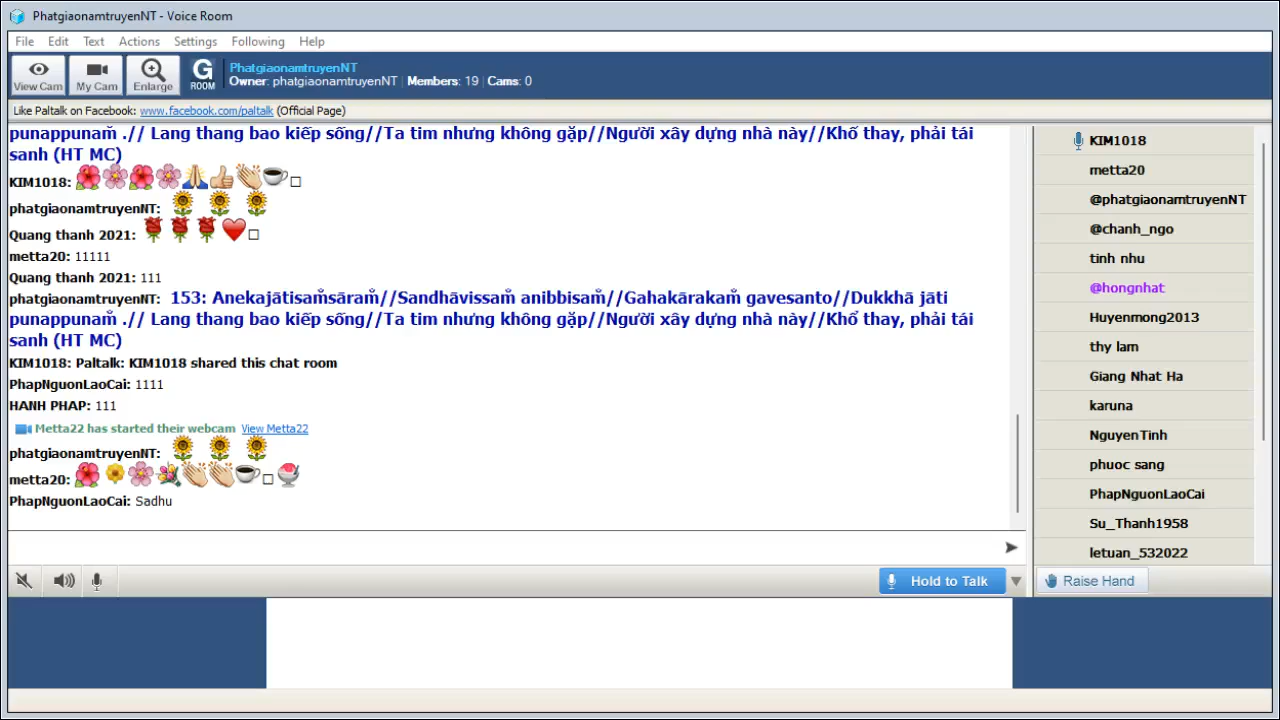 PhatgiaonamtruyenNT - Voice Room
File Edit Text Actions Settings Following Help
View Cam My Cam Enlarge G ROOM PhatgiaonamtruyenNT
Owner: phatgiaonamtruyenNT Members: 19 Cams: 0
Like Paltalk on Facebook: www.facebook.com/paltalk (Official Page)
punappunaṁ .// Lang thang bao kiếp sống//Ta tìm nhưng không gặp//Người xây dựng nhà này//Khổ thay, phải tái
sanh (HT MC)
KIM1018: 🌺🌸🌺🌸🙏👍👏☕□
phatgiaonamtruyenNT: 🌻 🌻 🌻
Quang thanh 2021: 🌹🌹🌹❤️□
metta20: 11111
Quang thanh 2021: 111
phatgiaonamtruyenNT: 153: Anekajātisaṁsāraṁ//Sandhāvissaṁ anibbisaṁ//Gahakārakaṁ gavesanto//Dukkhā jāti
punappunaṁ .// Lang thang bao kiếp sống//Ta tìm nhưng không gặp//Người xây dựng nhà này//Khổ thay, phải tái
sanh (HT MC)
KIM1018: Paltalk: KIM1018 shared this chat room
PhapNguonLaoCai: 1111
HANH PHAP: 111
Metta22 has started their webcam View Metta22
phatgiaonamtruyenNT: 🌻 🌻 🌻
metta20: 🌺🌼🌸💐👏👏☕□🍧
PhapNguonLaoCai: Sadhu
Hold to Talk
KIM1018
metta20
@phatgiaonamtruyenNT
@chanh_ngo
tinh nhu
@hongnhat
Huyenmong2013
thy lam
Giang Nhat Ha
karuna
NguyenTinh
phuoc sang
PhapNguonLaoCai
Su_Thanh1958
letuan_532022
Raise Hand